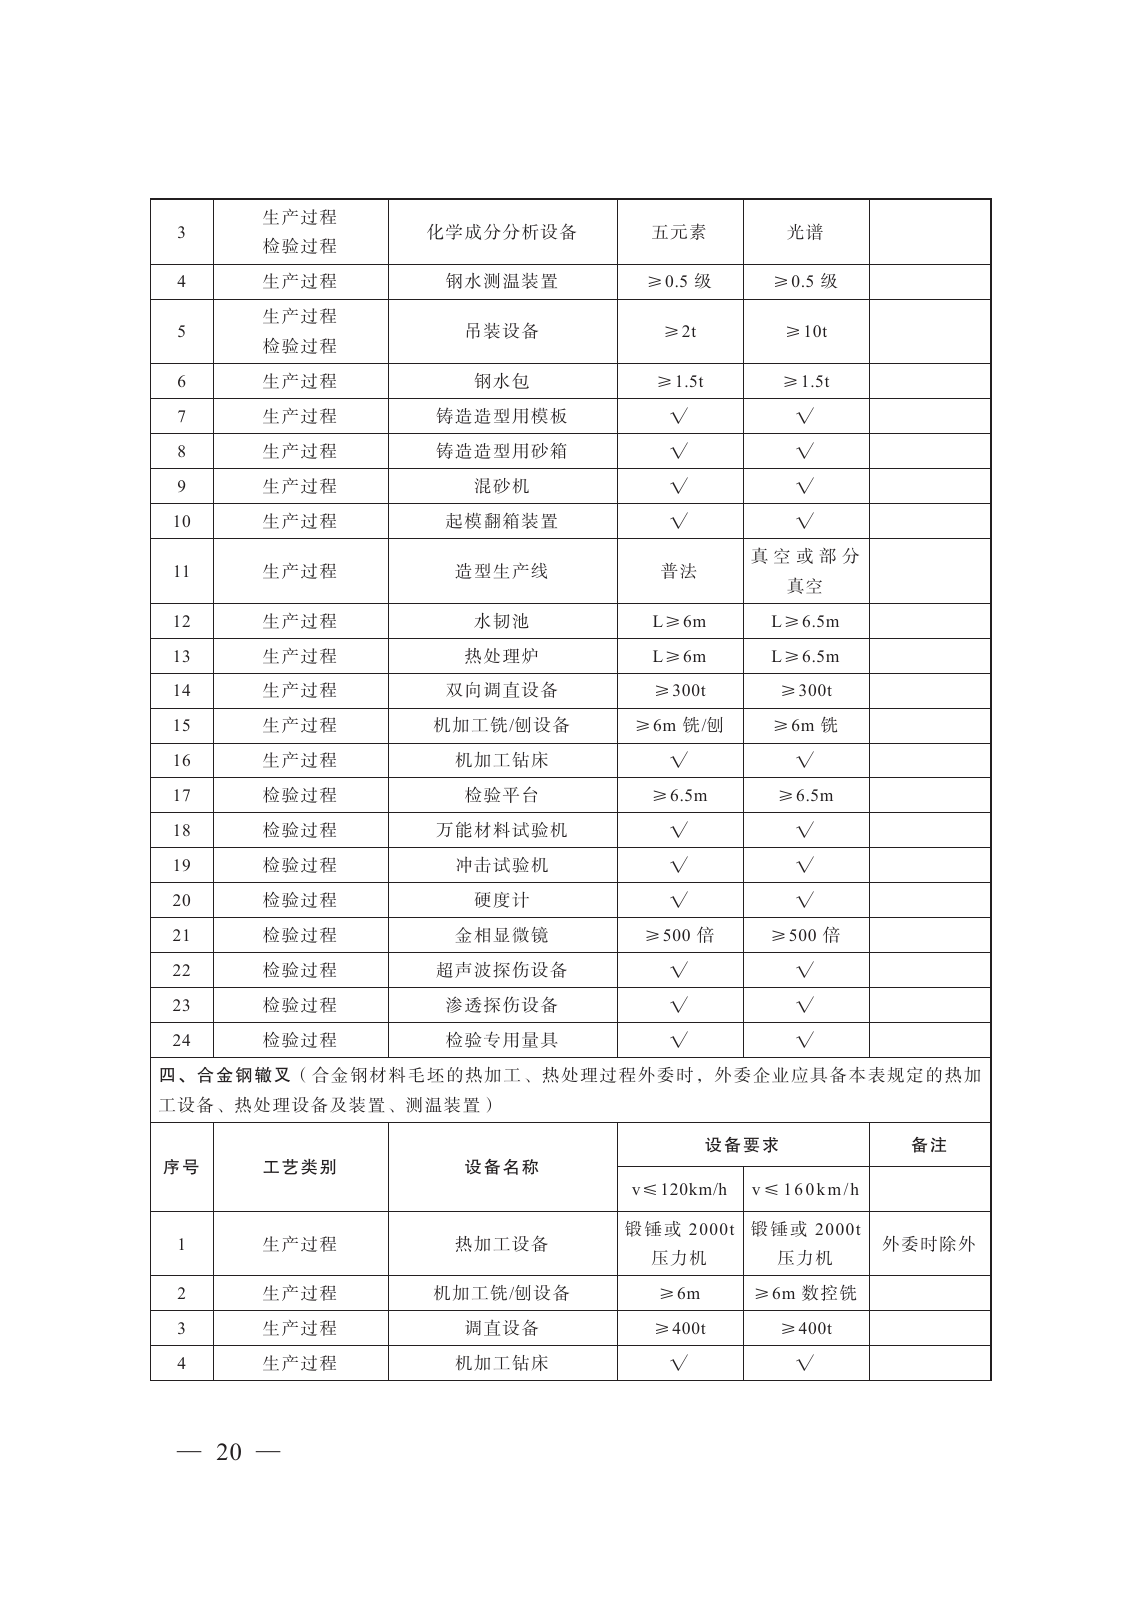 3 生产过程 检验过程 化学成分分析设备 五元素 光谱
4 生产过程 钢水测温装置 ≥0.5 级 ≥0.5 级
5 生产过程 检验过程 吊装设备 ≥2t ≥10t
6 生产过程 钢水包 ≥1.5t ≥1.5t
7 生产过程 铸造造型用模板 √ √
8 生产过程 铸造造型用砂箱 √ √
9 生产过程 混砂机 √ √
10 生产过程 起模翻箱装置 √ √
11 生产过程 造型生产线 普法 真空或部分真空
12 生产过程 水韧池 L≥6m L≥6.5m
13 生产过程 热处理炉 L≥6m L≥6.5m
14 生产过程 双向调直设备 ≥300t ≥300t
15 生产过程 机加工铣/刨设备 ≥6m 铣/刨 ≥6m 铣
16 生产过程 机加工钻床 √ √
17 检验过程 检验平台 ≥6.5m ≥6.5m
18 检验过程 万能材料试验机 √ √
19 检验过程 冲击试验机 √ √
20 检验过程 硬度计 √ √
21 检验过程 金相显微镜 ≥500 倍 ≥500 倍
22 检验过程 超声波探伤设备 √ √
23 检验过程 渗透探伤设备 √ √
24 检验过程 检验专用量具 √ √
四、合金钢辙叉（合金钢材料毛坯的热加工、热处理过程外委时，外委企业应具备本表规定的热加
工设备、热处理设备及装置、测温装置）
序号 工艺类别 设备名称 设备要求 备注
v≤120km/h v≤160km/h
1 生产过程 热加工设备 锻锤或 2000t 压力机 锻锤或 2000t 压力机 外委时除外
2 生产过程 机加工铣/刨设备 ≥6m ≥6m 数控铣
3 生产过程 调直设备 ≥400t ≥400t
4 生产过程 机加工钻床 √ √
— 20 —